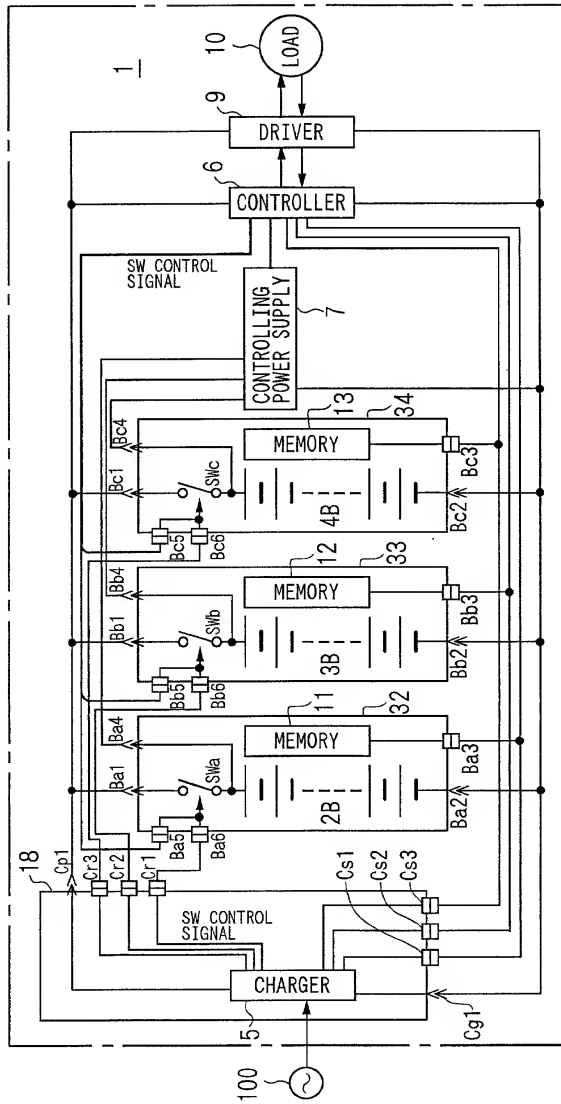 1
10
LOAD
9
DRIVER
6
CONTROLLER
SW CONTROL
SIGNAL
CONTROLLING
POWER SUPPLY
7
Bc4
Bc1
SWc
13
34
MEMORY
4B
Bc5
Bc6
Bc3
Bc2
Bb4
Bb1
SWb
12
33
MEMORY
3B
Bb5
Bb6
Bb3
Bb2
Ba4
Ba1
SWa
11
32
MEMORY
2B
Ba5
Ba6
Ba3
Ba2
18
Cp1
Cr3
Cr2
Cr1
SW CONTROL
SIGNAL
Cs1
Cs2
Cs3
CHARGER
5
Cg1
100